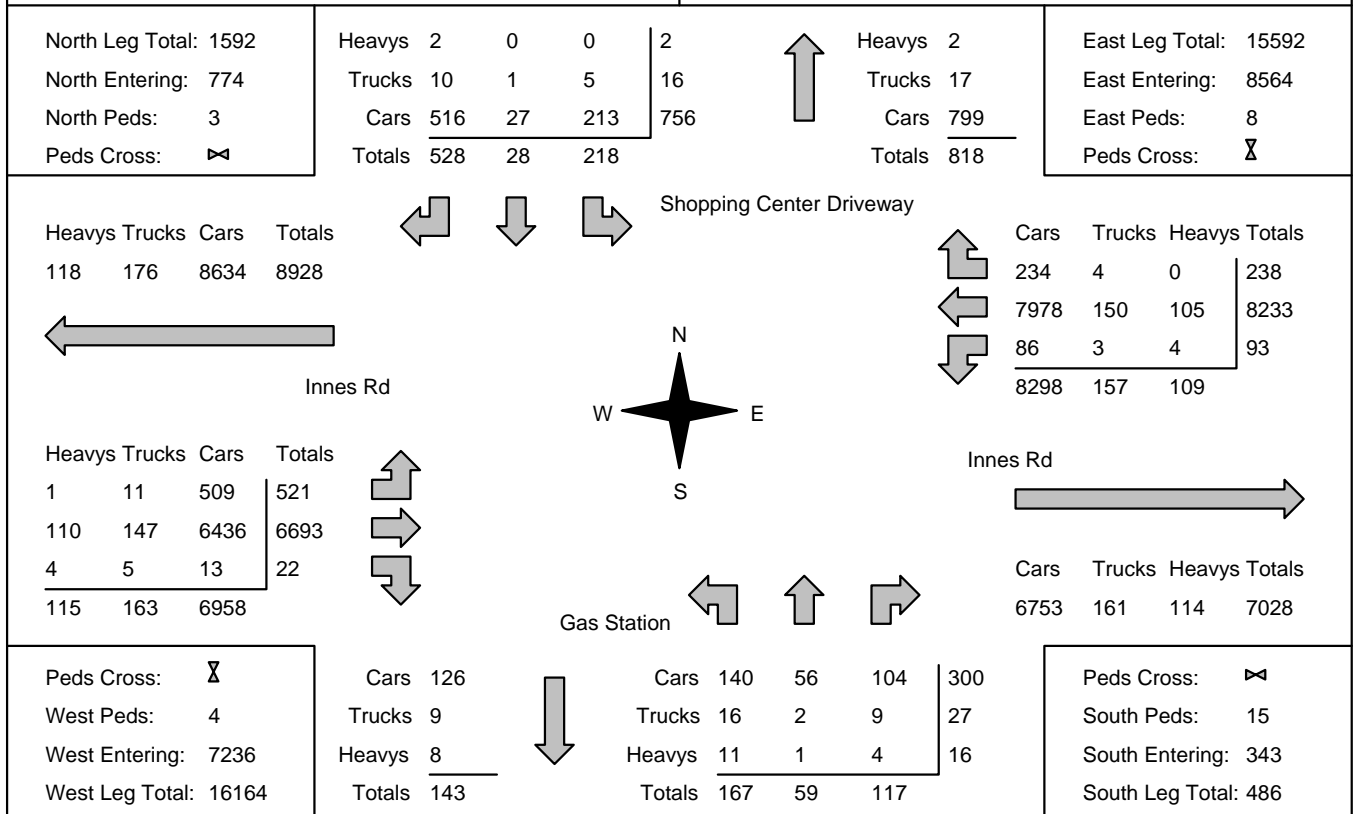 North Leg Total: 1592
North Entering: 774
North Peds: 3
Peds Cross:
Heavys 2 0 0 2
Trucks 10 1 5 16
Cars 516 27 213 756
Totals 528 28 218
Heavys 2
Trucks 17
Cars 799
Totals 818
East Leg Total: 15592
East Entering: 8564
East Peds: 8
Peds Cross:
Shopping Center Driveway
Heavys Trucks Cars Totals
118 176 8634 8928
Cars Trucks Heavys Totals
234 4 0 238
7978 150 105 8233
86 3 4 93
8298 157 109
Innes Rd
N
W E
S
Heavys Trucks Cars Totals
1 11 509 521
110 147 6436 6693
4 5 13 22
115 163 6958
Innes Rd
Cars Trucks Heavys Totals
6753 161 114 7028
Gas Station
Peds Cross:
West Peds: 4
West Entering: 7236
West Leg Total: 16164
Cars 126
Trucks 9
Heavys 8
Totals 143
Cars 140 56 104 300
Trucks 16 2 9 27
Heavys 11 1 4 16
Totals 167 59 117
Peds Cross:
South Peds: 15
South Entering: 343
South Leg Total: 486